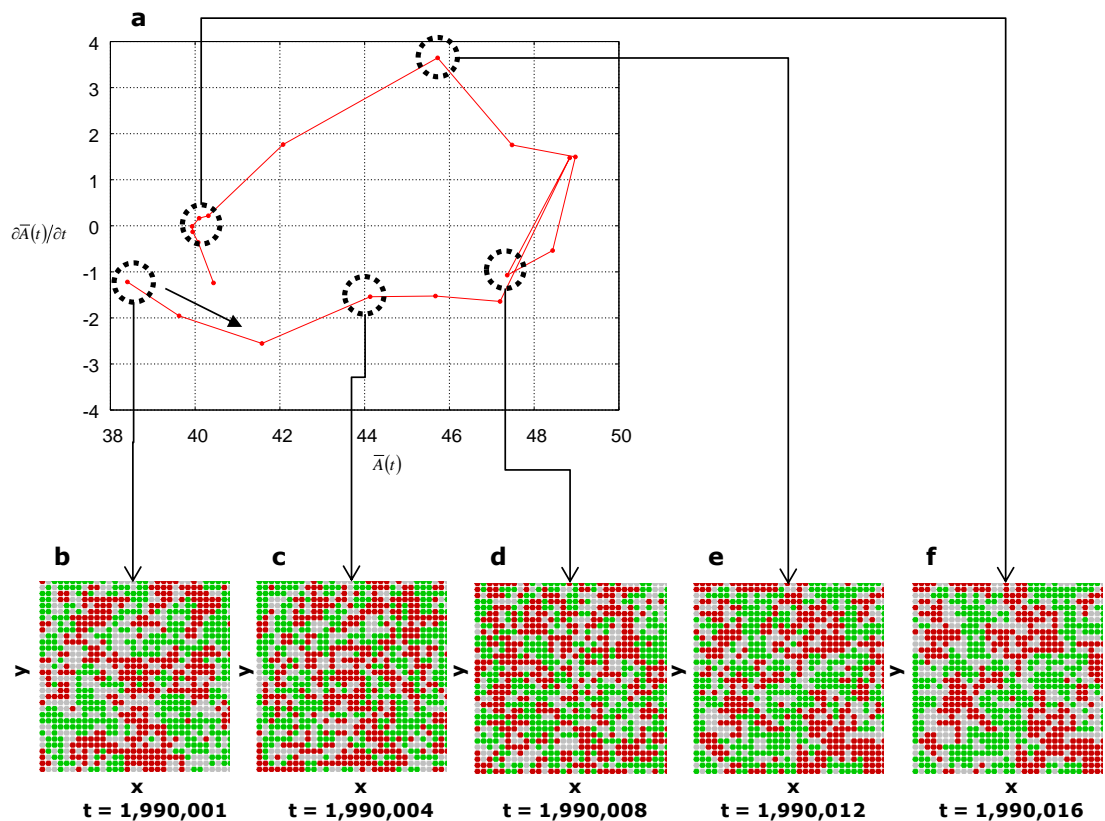 a
4
3
2
1
0
-1
-2
-3
-4
∂A̅(t)/∂t
38 40 42 44 46 48 50
A̅(t)
b c d e f
y y y y y
x x x x x
t = 1,990,001 t = 1,990,004 t = 1,990,008 t = 1,990,012 t = 1,990,016